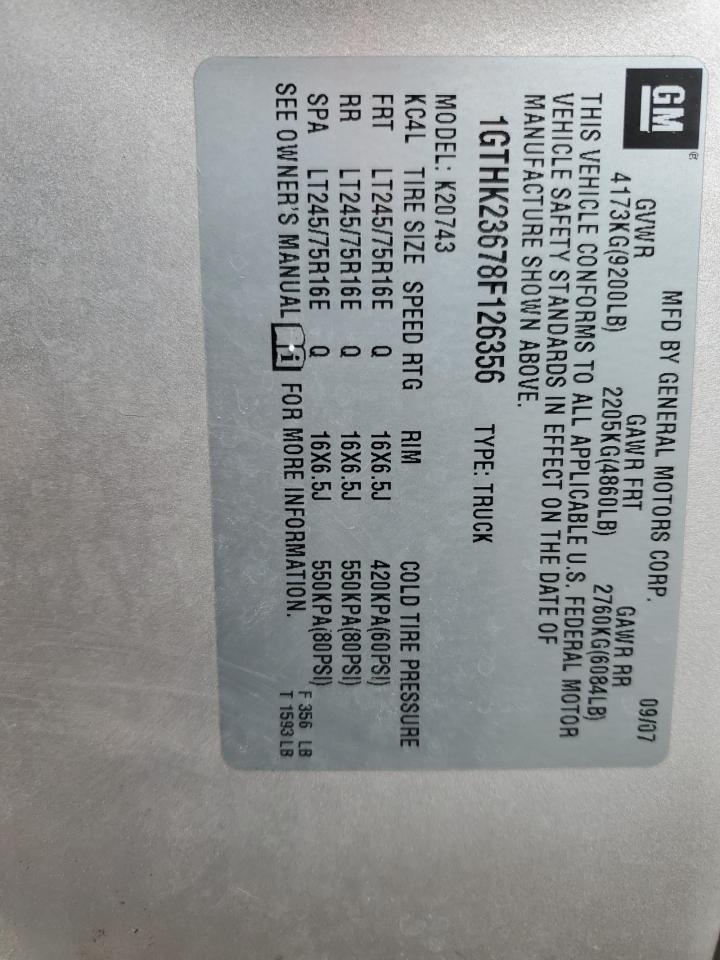 GM®
MFD BY GENERAL MOTORS CORP. 09/07
GVWR GAWR FRT GAWR RR
4173KG(9200LB) 2205KG(4860LB) 2760KG(6084LB)
THIS VEHICLE CONFORMS TO ALL APPLICABLE U.S. FEDERAL MOTOR
VEHICLE SAFETY STANDARDS IN EFFECT ON THE DATE OF
MANUFACTURE SHOWN ABOVE.
1GTHK23678F126356 TYPE: TRUCK
MODEL: K20743
KC4L TIRE SIZE SPEED RTG RIM COLD TIRE PRESSURE
FRT LT245/75R16E Q 16X6.5J 420KPA(60PSI)
RR LT245/75R16E Q 16X6.5J 550KPA(80PSI)
SPA LT245/75R16E Q 16X6.5J 550KPA(80PSI)
SEE OWNER'S MANUAL i FOR MORE INFORMATION.
F 356 LB
T 1593 LB